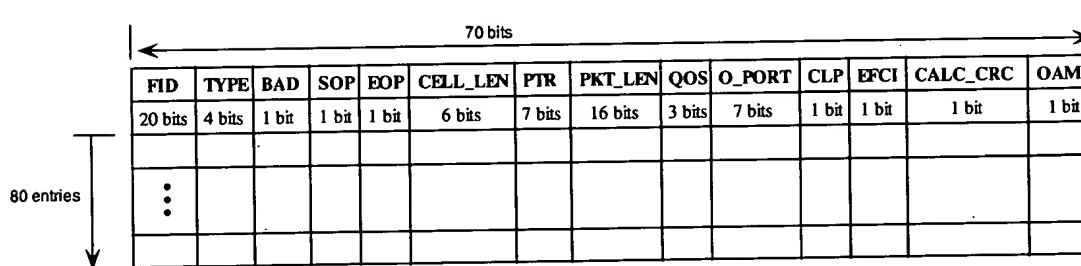 70 bits
FID TYPE BAD SOP EOP CELL_LEN PTR PKT_LEN QOS O_PORT CLP EFCI CALC_CRC OAM
20 bits 4 bits 1 bit 1 bit 1 bit 6 bits 7 bits 16 bits 3 bits 7 bits 1 bit 1 bit 1 bit 1 bit
80 entries